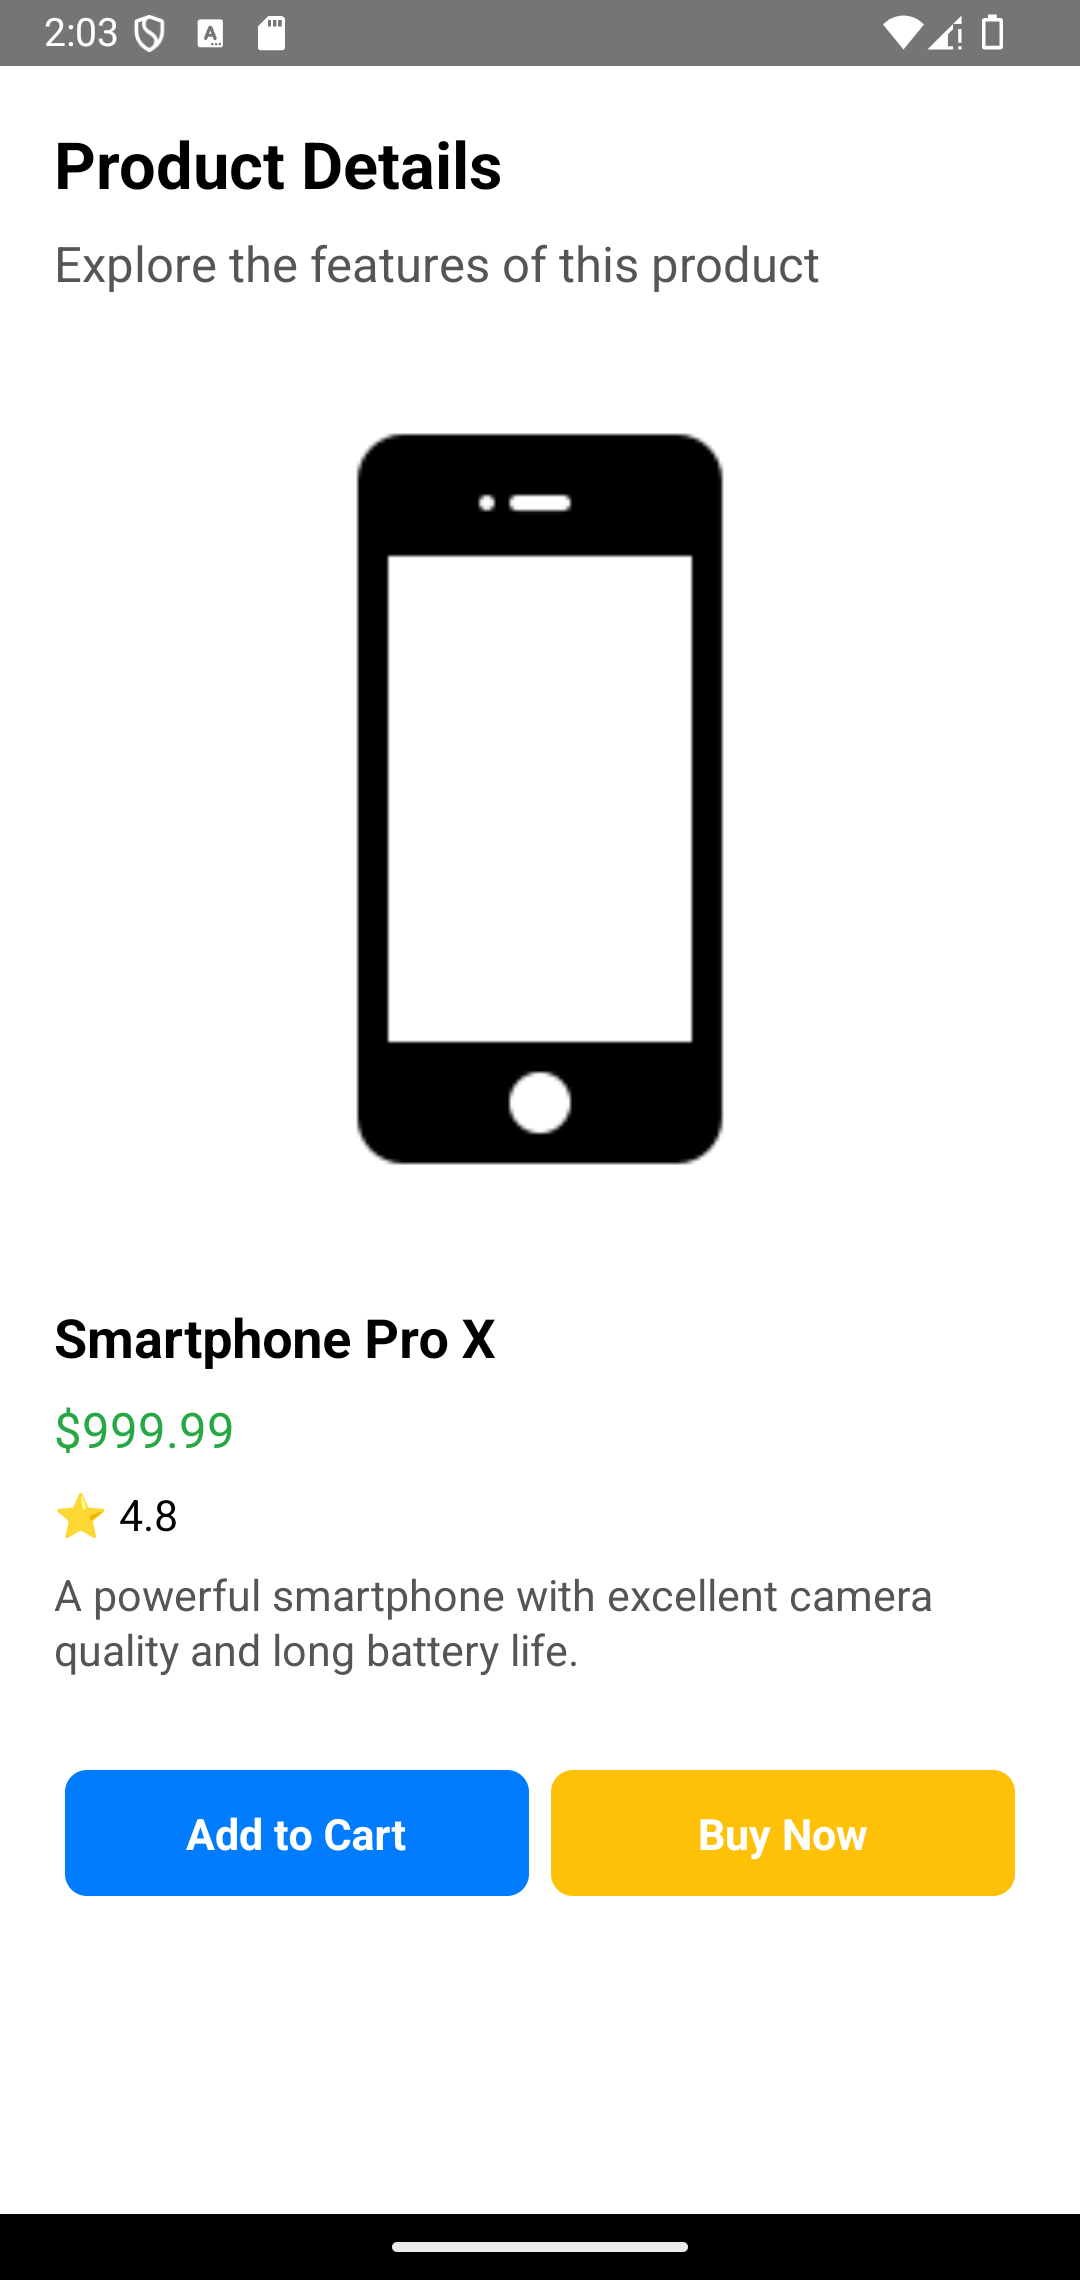 2:03
Product Details
Explore the features of this product
Smartphone Pro X
$999.99
⭐ 4.8
A powerful smartphone with excellent camera
quality and long battery life.
Add to Cart
Buy Now